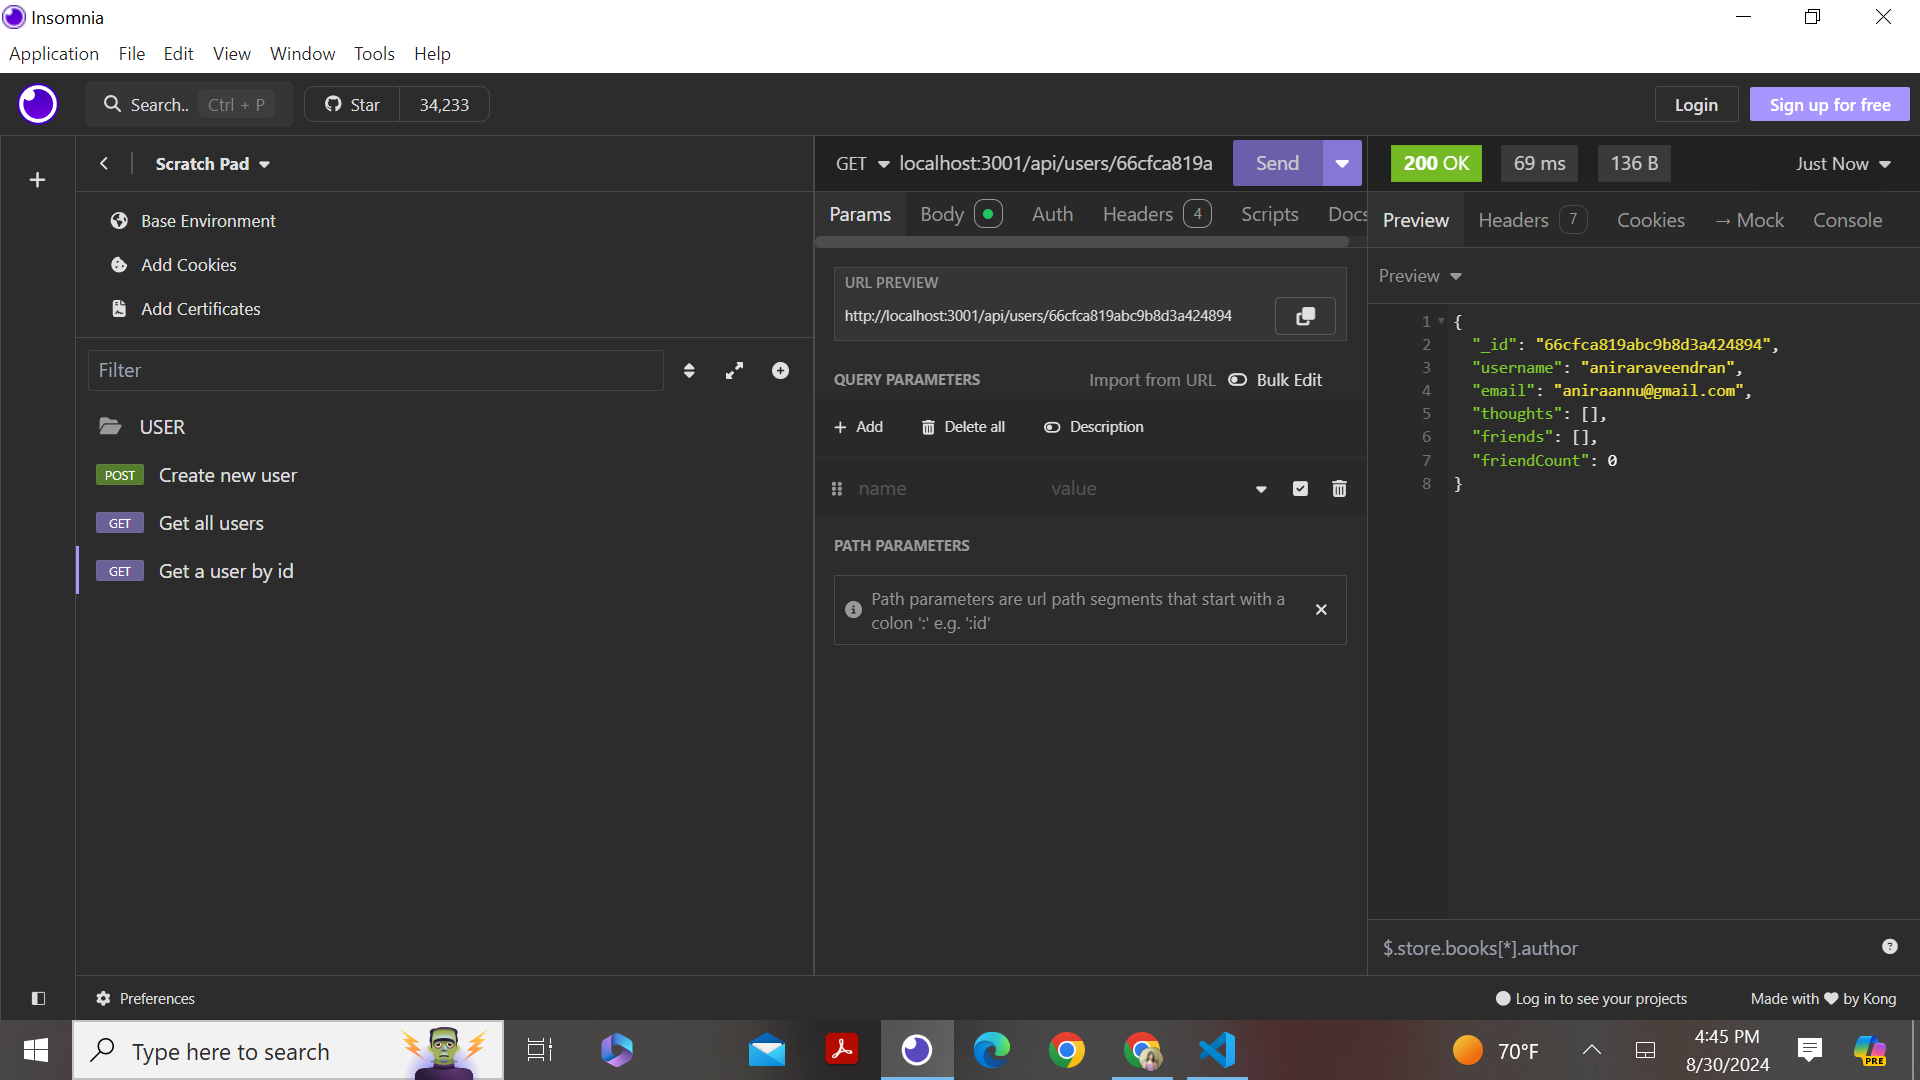 Insomnia
Application File Edit View Window Tools Help
Search.. Ctrl + P Star 34,233 Login Sign up for free
Scratch Pad
Base Environment
Add Cookies
Add Certificates
Filter
USER
POST Create new user
GET Get all users
GET Get a user by id
GET localhost:3001/api/users/66cfca819a Send
Params Body Auth Headers 4 Scripts Docs
URL PREVIEW
http://localhost:3001/api/users/66cfca819abc9b8d3a424894
QUERY PARAMETERS Import from URL Bulk Edit
+ Add Delete all Description
name value
PATH PARAMETERS
Path parameters are url path segments that start with a
colon ':' e.g. ':id'
200 OK 69 ms 136 B Just Now
Preview Headers 7 Cookies → Mock Console
Preview
1 {
2 "_id": "66cfca819abc9b8d3a424894",
3 "username": "aniraraveendran",
4 "email": "aniraannu@gmail.com",
5 "thoughts": [],
6 "friends": [],
7 "friendCount": 0
8 }
$.store.books[*].author
Preferences Log in to see your projects Made with ♥ by Kong
Type here to search 70°F 4:45 PM
8/30/2024
PRE